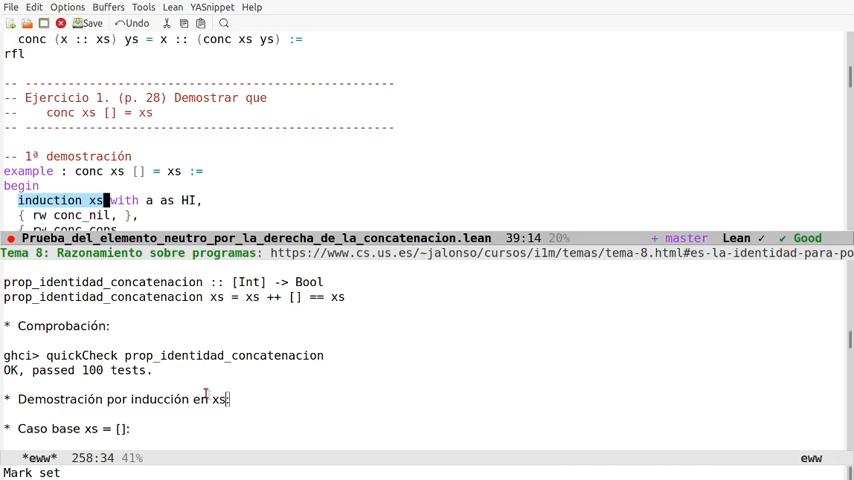 File Edit Options Buffers Tools Lean YASnippet Help
Save Undo
conc (x :: xs) ys = x :: (conc xs ys) :=
rfl
-- ---------------------------------------------------
-- Ejercicio 1. (p. 28) Demostrar que
--    conc xs [] = xs
-- ---------------------------------------------------
-- 1ª demostración
example : conc xs [] = xs :=
begin
induction xs with a as HI,
{ rw conc_nil, },
{ rw conc_cons,
Prueba_del_elemento_neutro_por_la_derecha_de_la_concatenacion.lean 39:14 20% + master Lean ✓ ✔ Good
Tema 8: Razonamiento sobre programas: https://www.cs.us.es/~jalonso/cursos/i1m/temas/tema-8.html#es-la-identidad-para-po
prop_identidad_concatenacion :: [Int] -> Bool
prop_identidad_concatenacion xs = xs ++ [] == xs
* Comprobación:
ghci> quickCheck prop_identidad_concatenacion
OK, passed 100 tests.
* Demostración por inducción en xs:
* Caso base xs = []:
*eww* 258:34 41% eww
Mark set